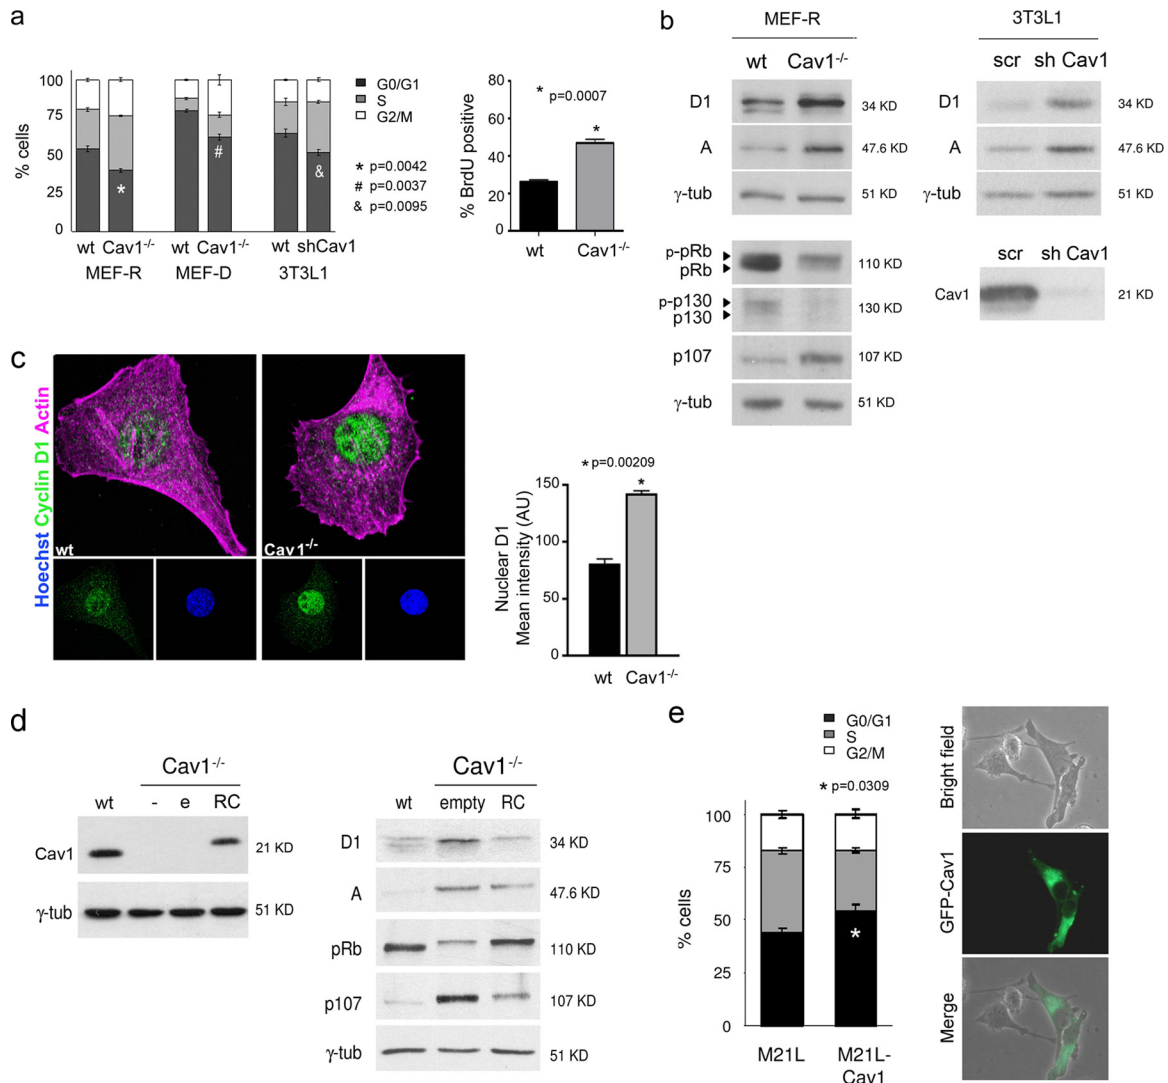 a
100
75
50
25
0
% cells
G0/G1
S
G2/M
* p=0.0042
# p=0.0037
& p=0.0095
*
#
&
wt Cav1-/- wt Cav1-/- wt shCav1
MEF-R MEF-D 3T3L1
80
60
40
20
0
% BrdU positive
* p=0.0007
*
wt Cav1-/-
b
MEF-R
wt Cav1-/-
D1 34 KD
A 47.6 KD
γ-tub 51 KD
p-pRb
pRb 110 KD
p-p130
p130 130 KD
p107 107 KD
γ-tub 51 KD
3T3L1
scr sh Cav1
D1 34 KD
A 47.6 KD
γ-tub 51 KD
scr sh Cav1
Cav1 21 KD
c
Hoechst Cyclin D1 Actin
wt
Cav1-/-
* p=0.00209
*
150
100
50
0
Nuclear D1
Mean intensity (AU)
wt Cav1-/-
d
Cav1-/-
wt - e RC
Cav1 21 KD
γ-tub 51 KD
Cav1-/-
wt empty RC
D1 34 KD
A 47.6 KD
pRb 110 KD
p107 107 KD
γ-tub 51 KD
e
G0/G1
S
G2/M
* p=0.0309
100
75
50
25
0
% cells
*
M21L M21L-
Cav1
Bright field
GFP-Cav1
Merge